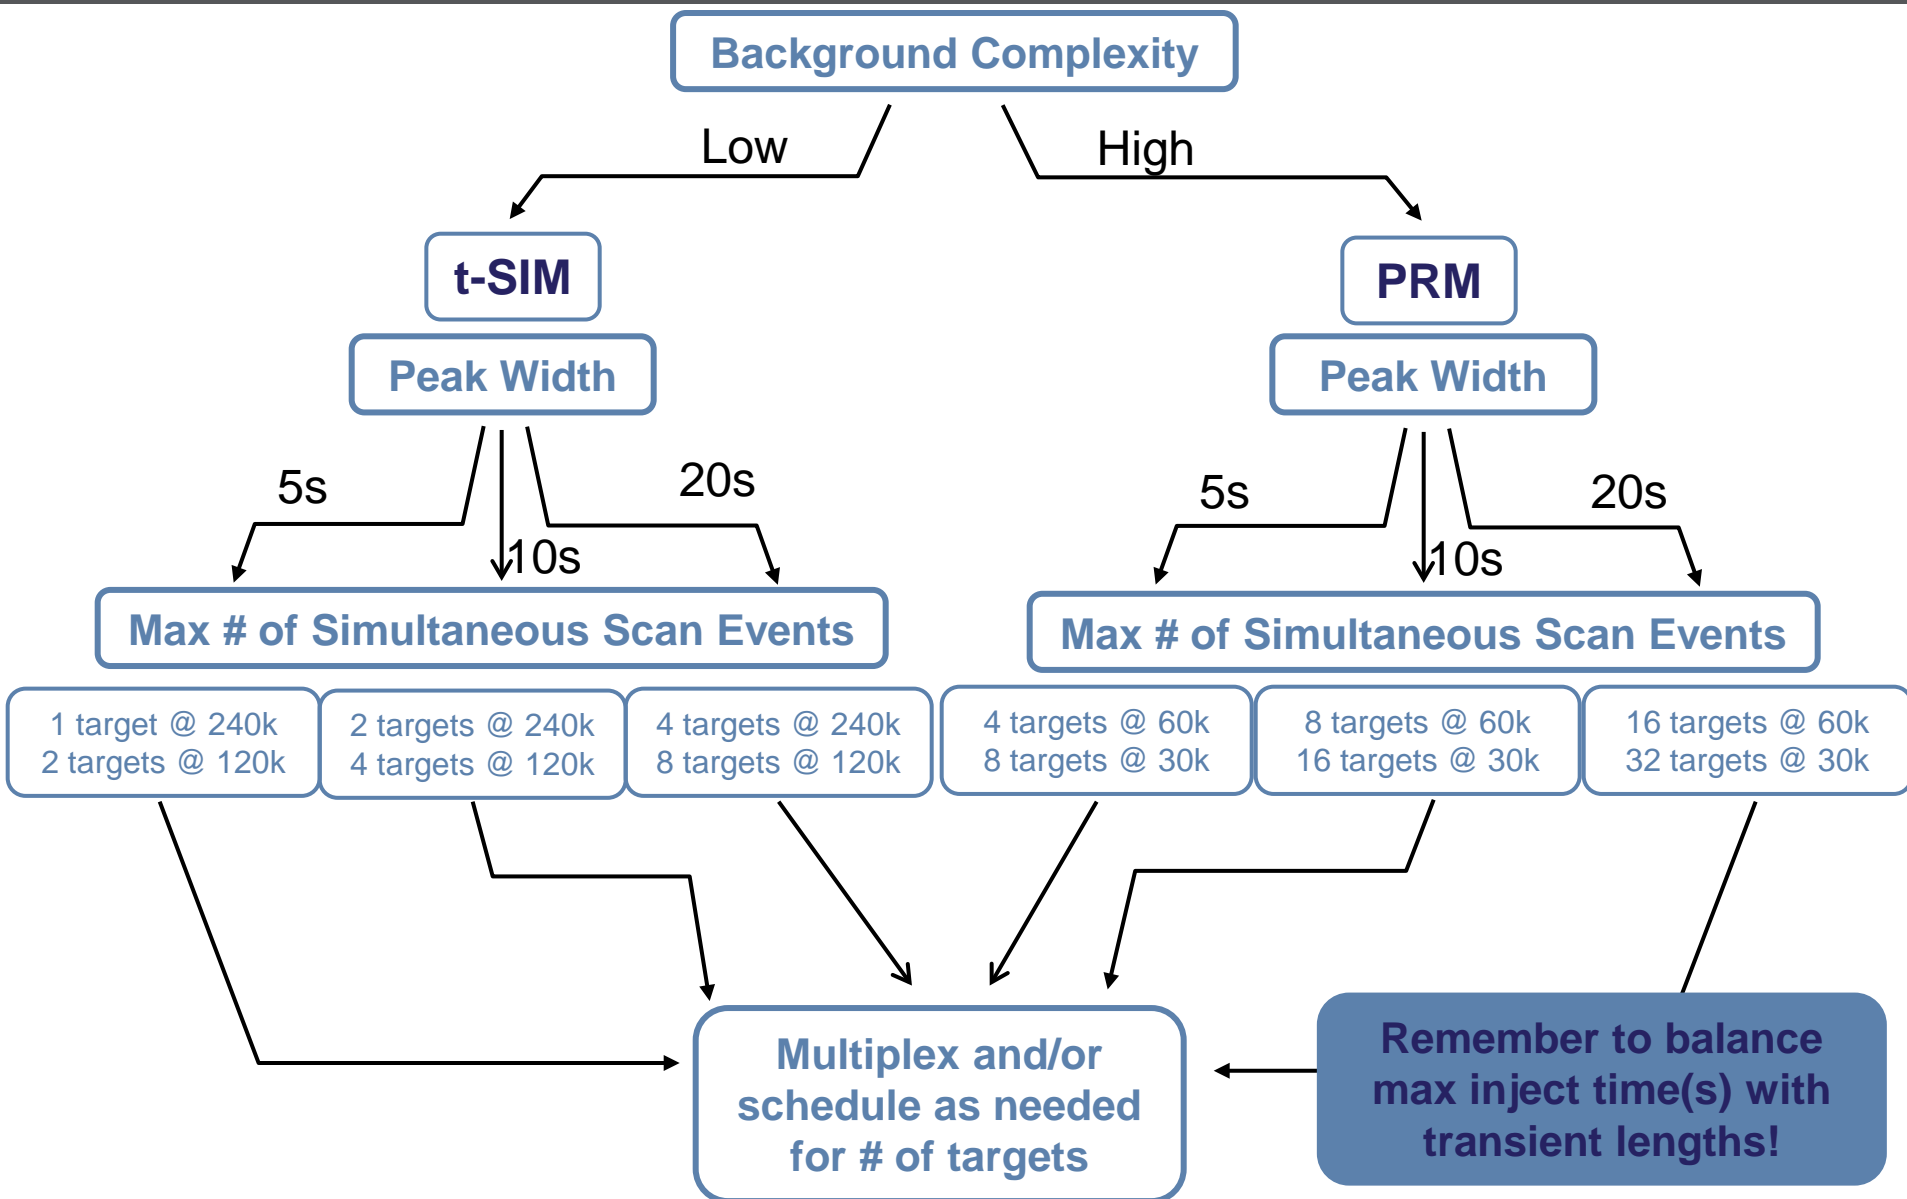 Background Complexity
Low
High
t-SIM
PRM
Peak Width
Peak Width
5s
10s
20s
5s
10s
20s
Max # of Simultaneous Scan Events
Max # of Simultaneous Scan Events
1 target @ 240k
2 targets @ 120k
2 targets @ 240k
4 targets @ 120k
4 targets @ 240k
8 targets @ 120k
4 targets @ 60k
8 targets @ 30k
8 targets @ 60k
16 targets @ 30k
16 targets @ 60k
32 targets @ 30k
Multiplex and/or
schedule as needed
for # of targets
Remember to balance
max inject time(s) with
transient lengths!